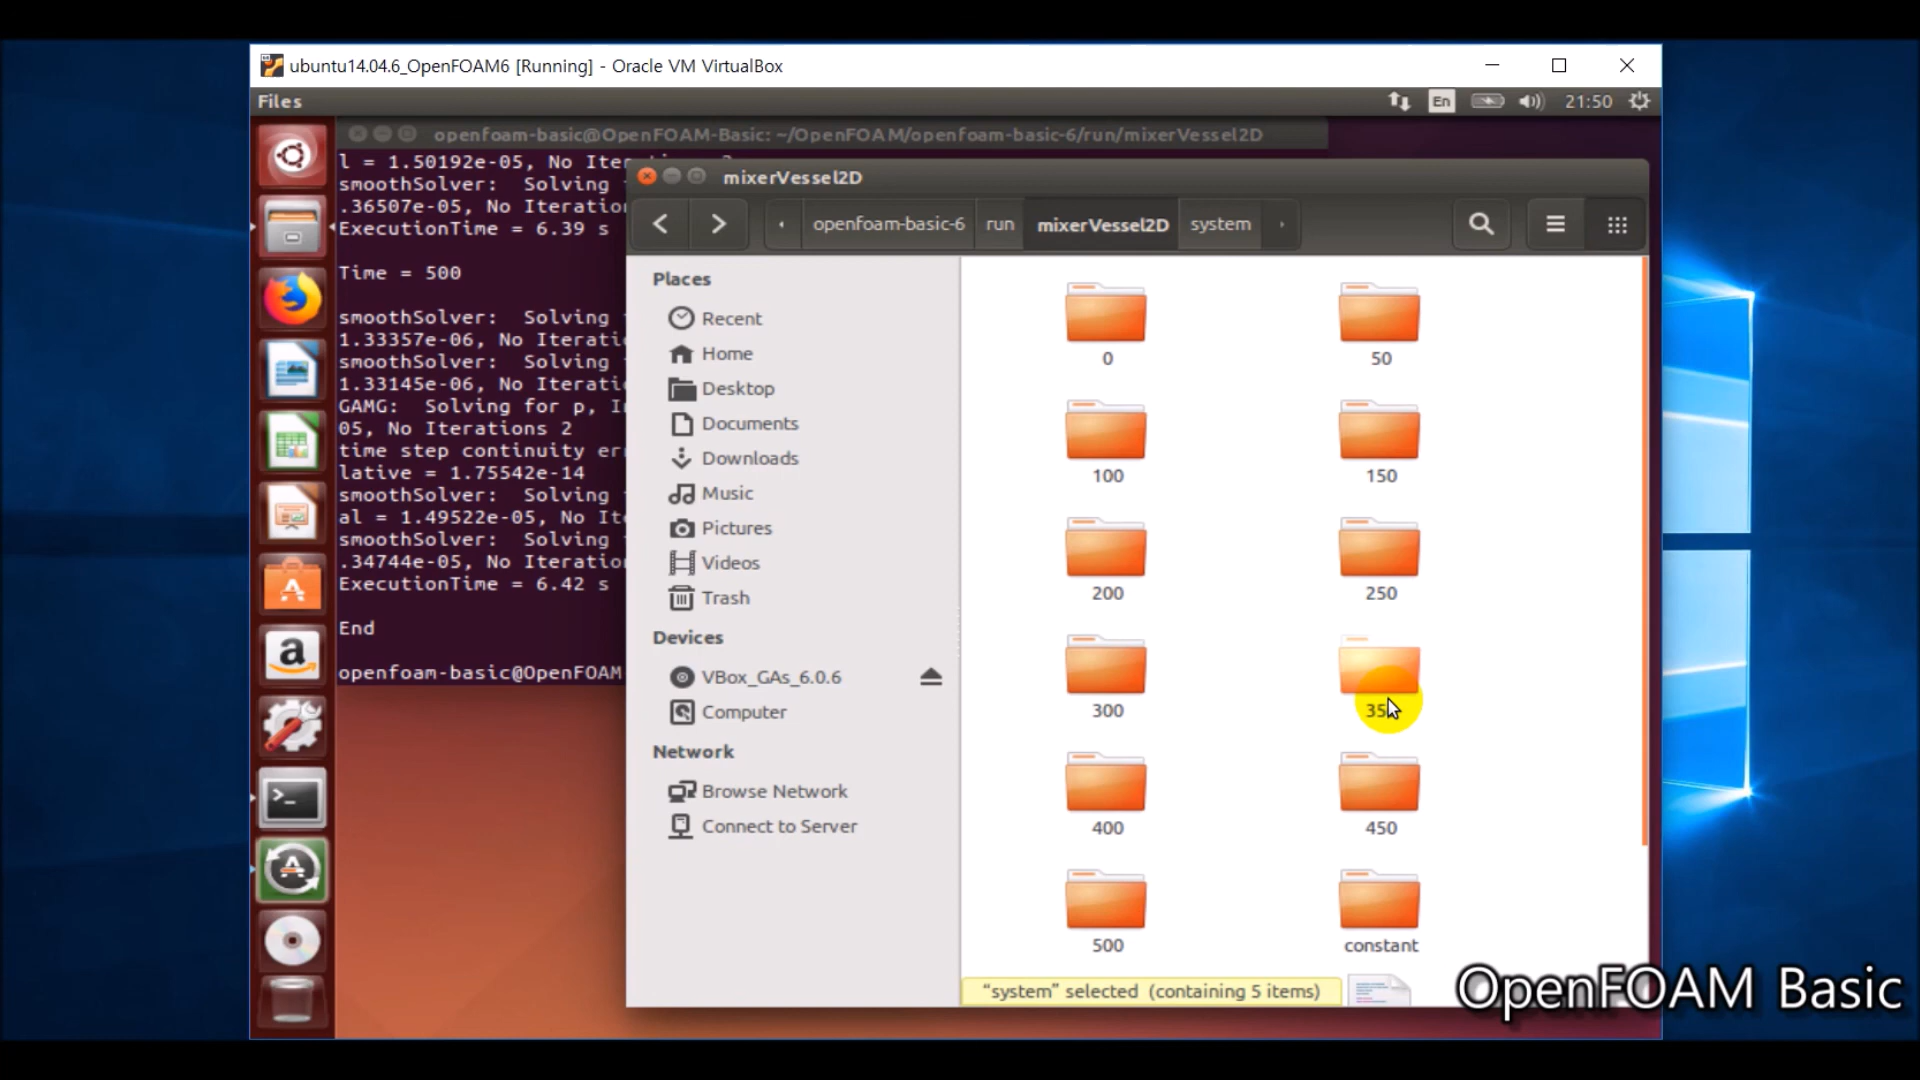 ubuntu14.04.6_OpenFOAM6 [Running] - Oracle VM VirtualBox
Files
En
21:50
openfoam-basic@OpenFOAM-Basic: ~/OpenFOAM/openfoam-basic-6/run/mixerVessel2D
l = 1.50192e-05, No Iter
smoothSolver:  Solving
.36507e-05, No Iteratio
ExecutionTime = 6.39 s
Time = 500
smoothSolver:  Solving
1.33357e-06, No Iterati
smoothSolver:  Solving
1.33145e-06, No Iterati
GAMG:  Solving for p, I
05, No Iterations 2
time step continuity er
lative = 1.75542e-14
smoothSolver:  Solving
al = 1.49522e-05, No It
smoothSolver:  Solving
.34744e-05, No Iteratio
ExecutionTime = 6.42 s
End
openfoam-basic@OpenFOAM
mixerVessel2D
openfoam-basic-6
run
mixerVessel2D
system
Places
Recent
Home
Desktop
Documents
Downloads
Music
Pictures
Videos
Trash
Devices
VBox_GAs_6.0.6
Computer
Network
Browse Network
Connect to Server
0
50
100
150
200
250
300
35
400
450
500
constant
"system" selected (containing 5 items)
OpenFOAM Basic